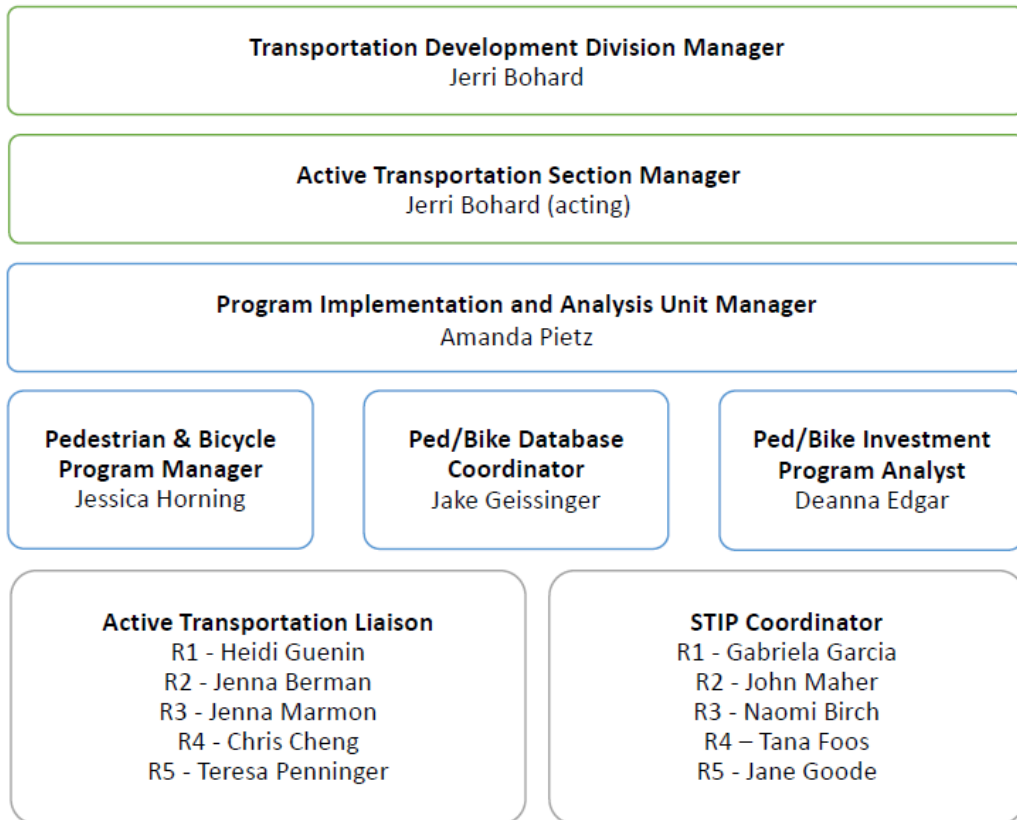 Transportation Development Division Manager
Jerri Bohard
Active Transportation Section Manager
Jerri Bohard (acting)
Program Implementation and Analysis Unit Manager
Amanda Pietz
Pedestrian & Bicycle
Program Manager
Jessica Horning
Ped/Bike Database
Coordinator
Jake Geissinger
Ped/Bike Investment
Program Analyst
Deanna Edgar
Active Transportation Liaison
R1 - Heidi Guenin
R2 - Jenna Berman
R3 - Jenna Marmon
R4 - Chris Cheng
R5 - Teresa Penninger
STIP Coordinator
R1 - Gabriela Garcia
R2 - John Maher
R3 - Naomi Birch
R4 – Tana Foos
R5 - Jane Goode